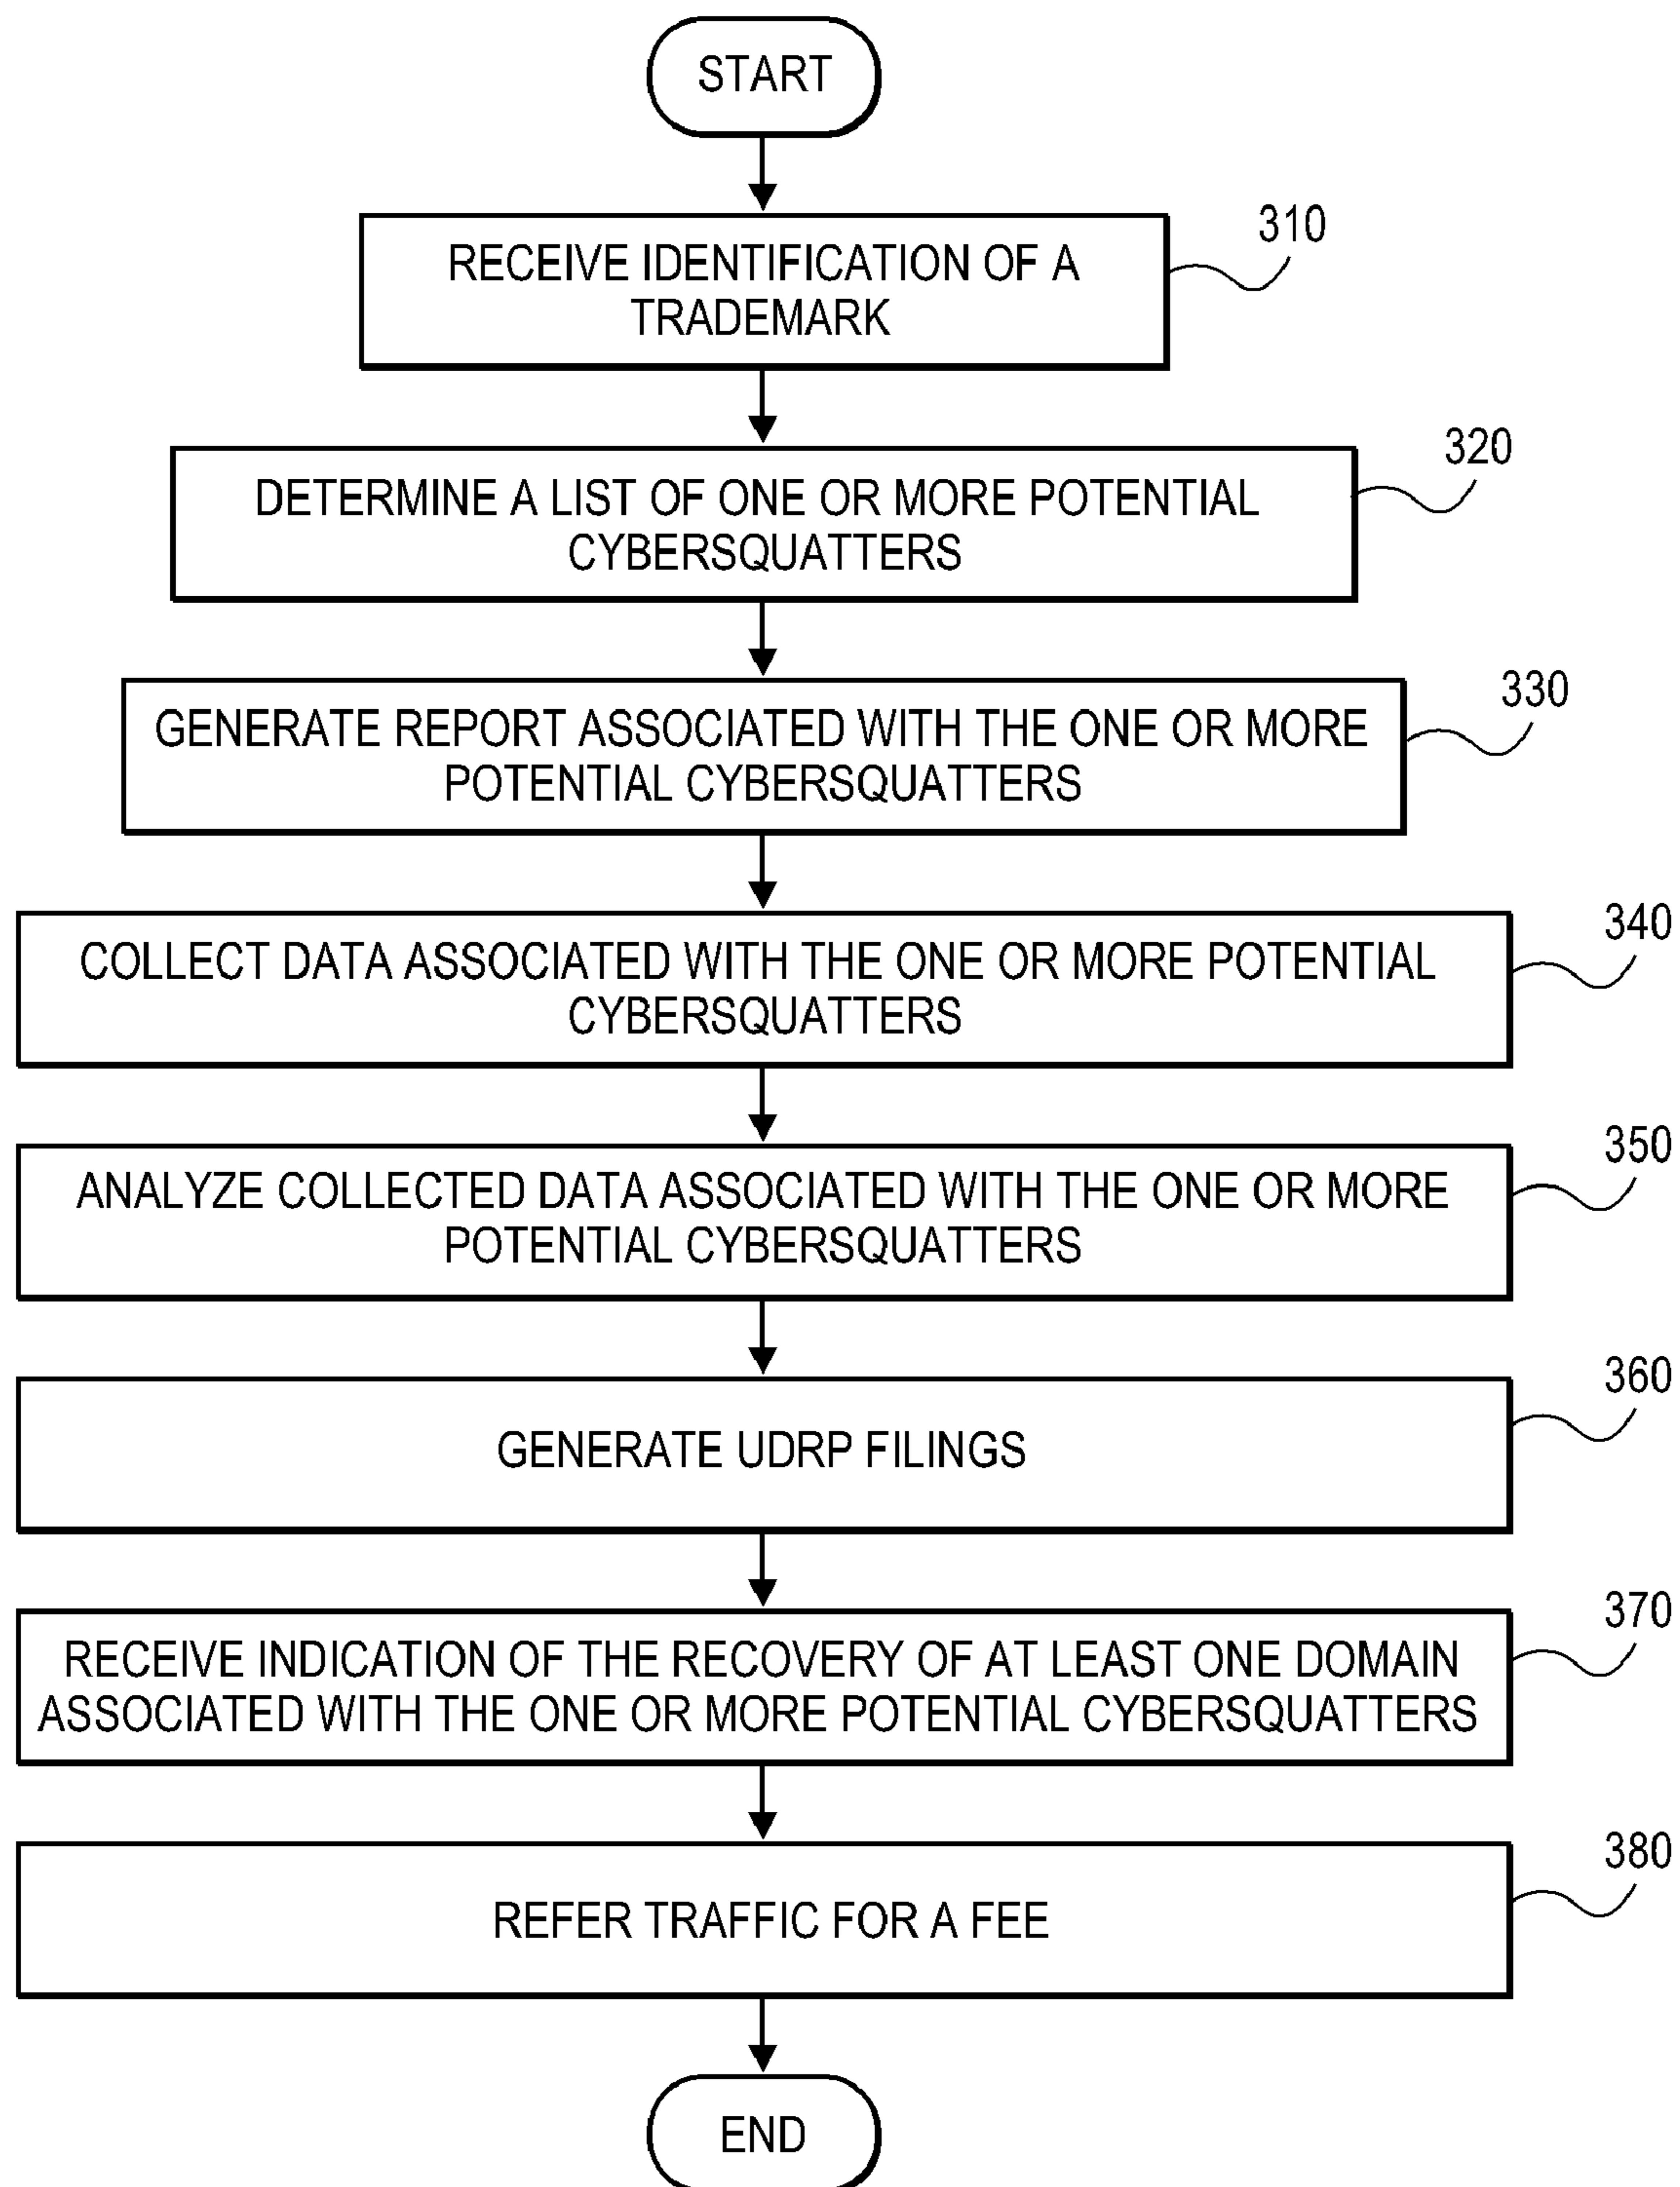 START
310
RECEIVE IDENTIFICATION OF A
TRADEMARK
320
DETERMINE A LIST OF ONE OR MORE POTENTIAL
CYBERSQUATTERS
330
GENERATE REPORT ASSOCIATED WITH THE ONE OR MORE
POTENTIAL CYBERSQUATTERS
340
COLLECT DATA ASSOCIATED WITH THE ONE OR MORE POTENTIAL
CYBERSQUATTERS
350
ANALYZE COLLECTED DATA ASSOCIATED WITH THE ONE OR MORE
POTENTIAL CYBERSQUATTERS
360
GENERATE UDRP FILINGS
370
RECEIVE INDICATION OF THE RECOVERY OF AT LEAST ONE DOMAIN
ASSOCIATED WITH THE ONE OR MORE POTENTIAL CYBERSQUATTERS
380
REFER TRAFFIC FOR A FEE
END